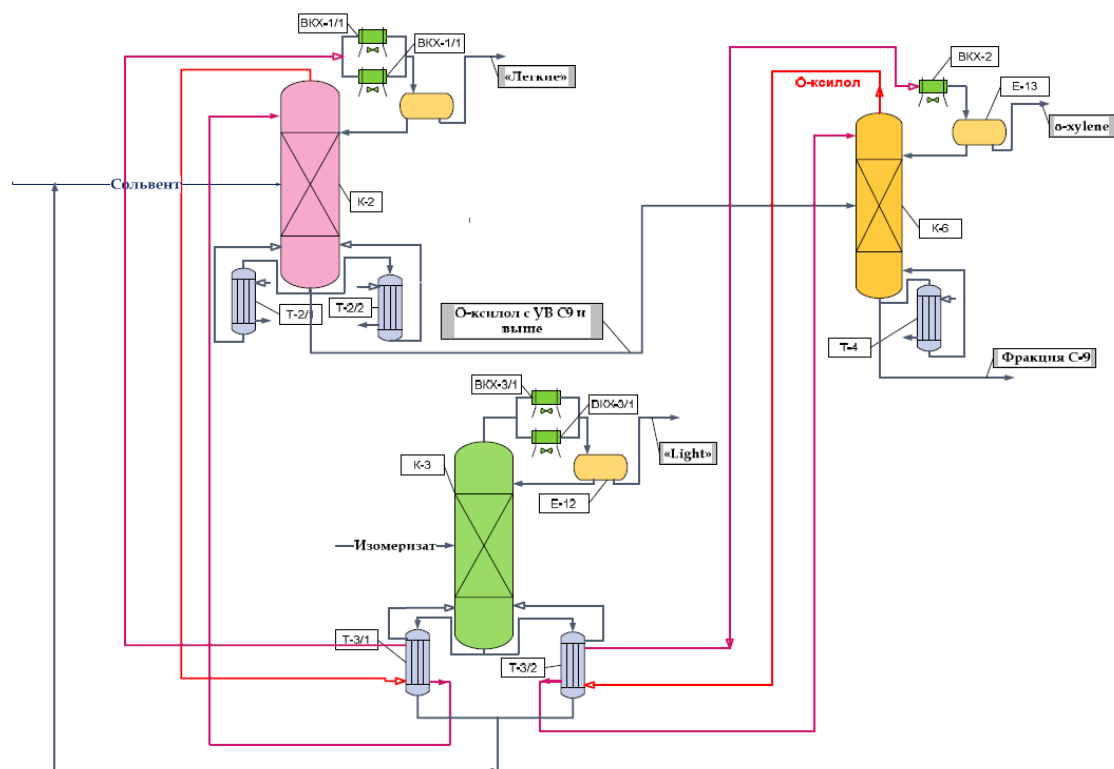 ВКХ-1/1
ВКХ-1/1
«Легкие»
ВКХ-2
О-ксилол
Е-13
o-xylene
Сольвент
К-2
К-6
Т-2/1
Т-2/2
О-ксилол с УВ С9 и
выше
Т-4
Фракция С-9
ВКХ-3/1
ВКХ-3/1
К-3
«Light»
Е-12
Изомеризат
Т-3/1
Т-3/2